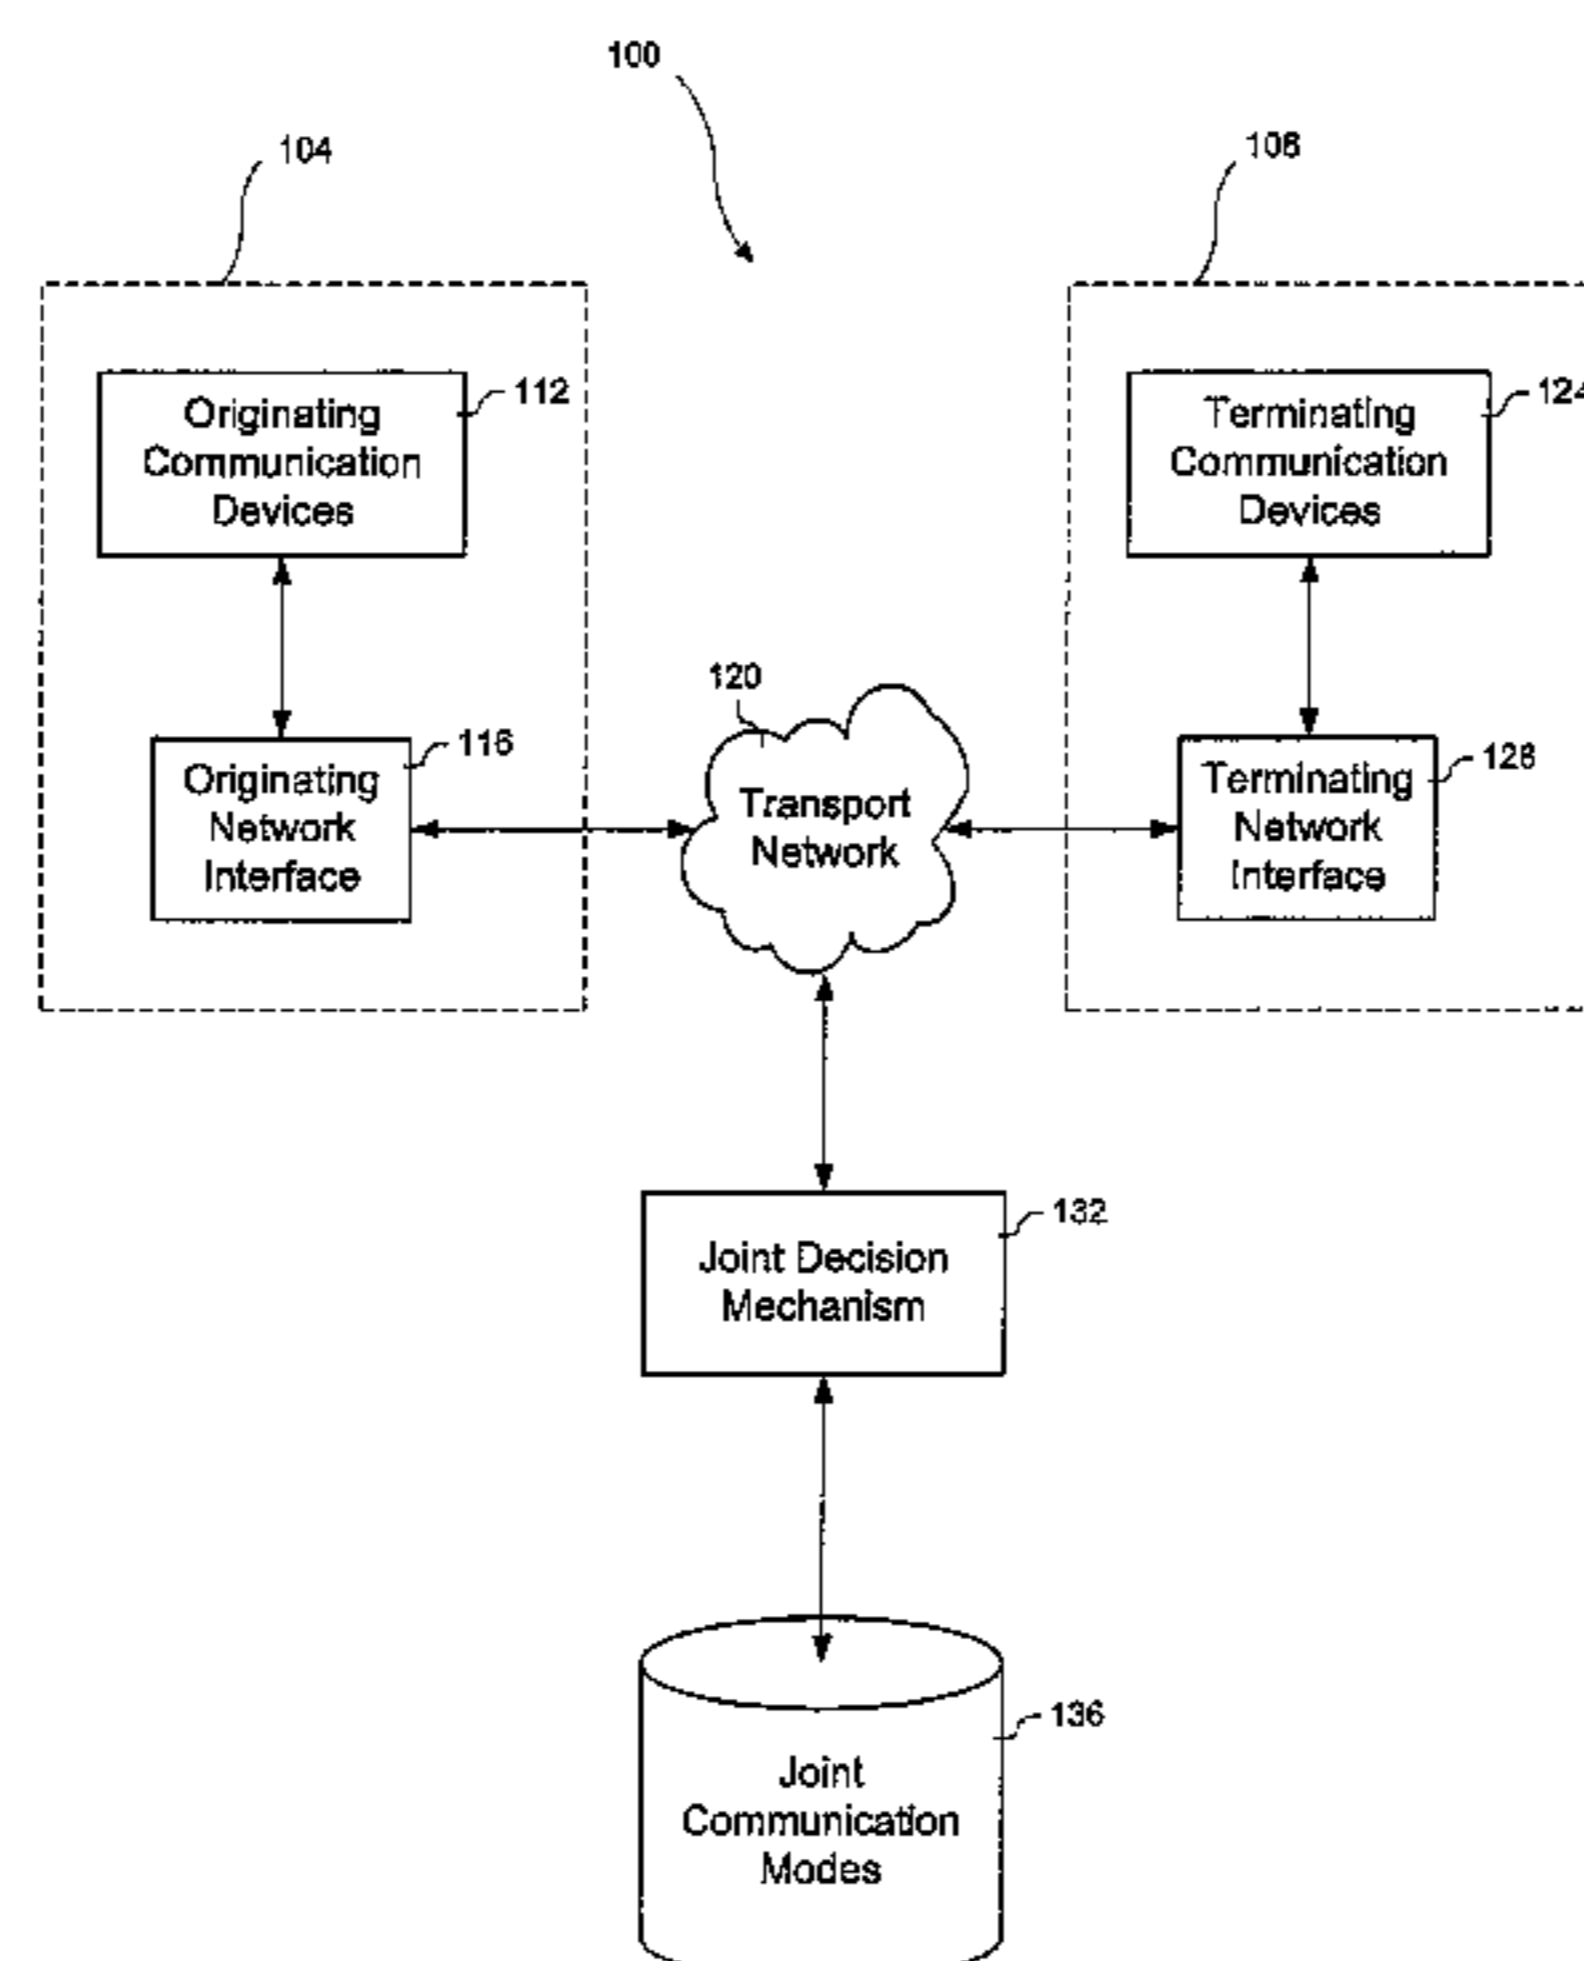 100
104
108
Originating
Communication
Devices
112
Terminating
Communication
Devices
124
120
Originating
Network
Interface
116
Transport
Network
Terminating
Network
Interface
128
Joint Decision
Mechanism
132
Joint
Communication
Modes
136